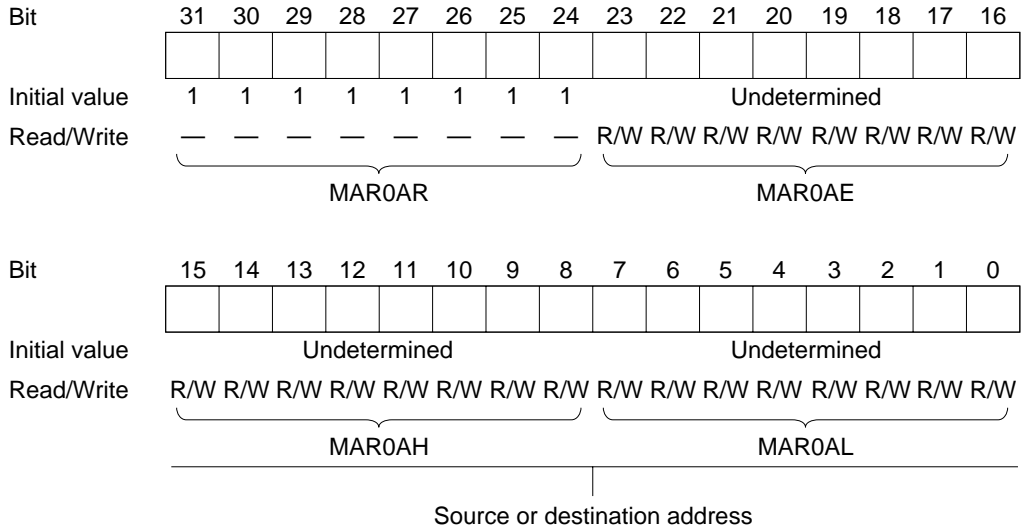 Bit 31 30 29 28 27 26 25 24 23 22 21 20 19 18 17 16
Initial value 1 1 1 1 1 1 1 1 Undetermined
Read/Write — — — — — — — — R/W R/W R/W R/W R/W R/W R/W R/W
MAR0AR MAR0AE
Bit 15 14 13 12 11 10 9 8 7 6 5 4 3 2 1 0
Initial value Undetermined Undetermined
Read/Write R/W R/W R/W R/W R/W R/W R/W R/W R/W R/W R/W R/W R/W R/W R/W R/W
MAR0AH MAR0AL
Source or destination address